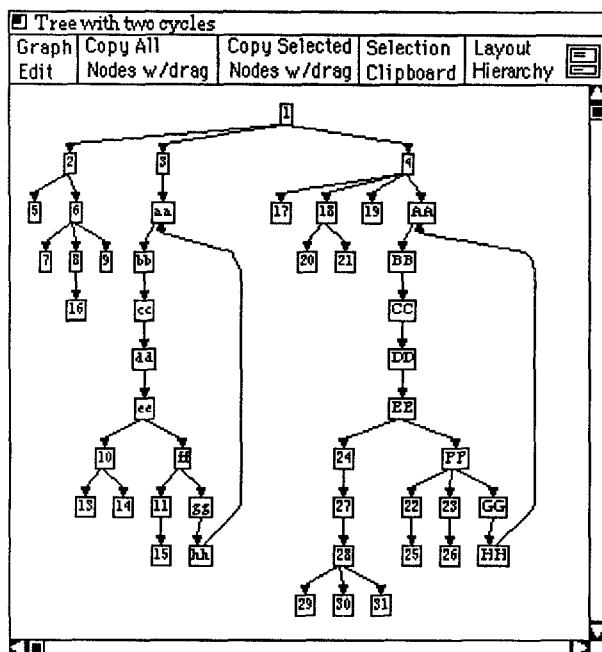 Tree with two cycles
Graph Copy All Copy Selected Selection Layout
Edit Nodes w/drag Nodes w/drag Clipboard Hierarchy
1
2 3 4
5 6 aa 17 18 19 AA
7 8 9 bb 20 21 BB
16 cc CC
dd DD
ee EE
10 ff 24 FF
13 14 11 gg 27 22 23 GG
15 hh 28 25 26 HH
29 30 31